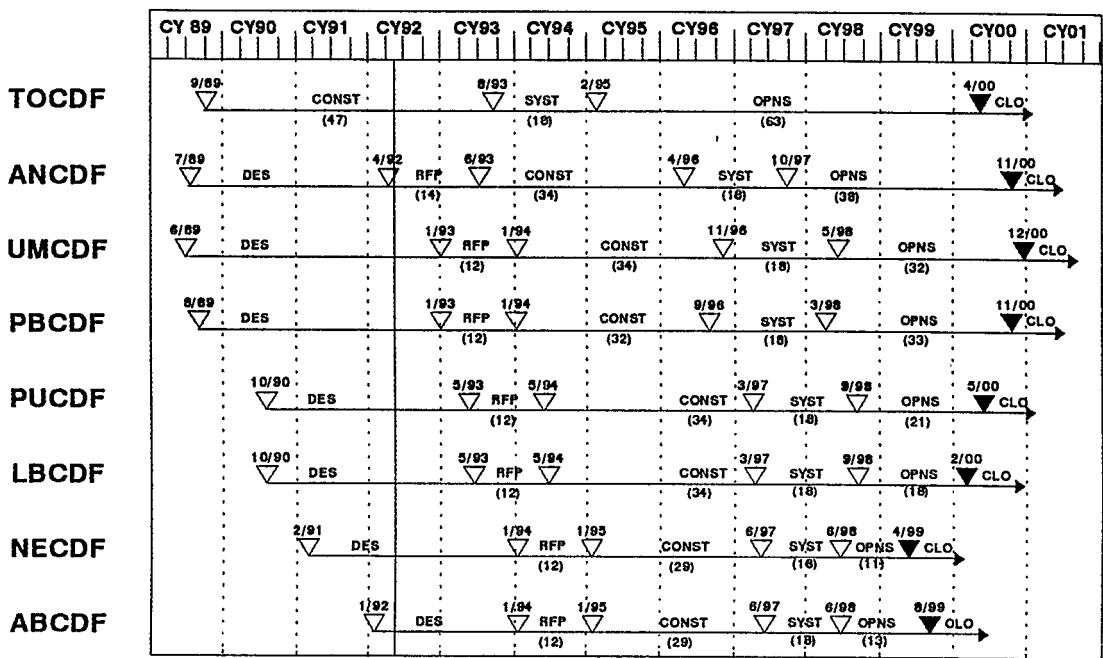 CY 89 CY90 CY91 CY92 CY93 CY94 CY95 CY96 CY97 CY98 CY99 CY00 CY01
9/89 8/93 2/95 4/00
TOCDF CONST SYST OPNS CLO
(47) (18) (63)
7/89 4/92 6/93 4/96 10/97 11/00
ANCDF DES RFP CONST SYST OPNS CLO
(14) (34) (18) (38)
6/89 1/93 1/94 11/96 5/98 12/00
UMCDF DES RFP CONST SYST OPNS CLO
(12) (34) (18) (32)
8/89 1/93 1/94 9/96 3/98 11/00
PBCDF DES RFP CONST SYST OPNS CLO
(12) (32) (18) (33)
10/90 5/93 5/94 3/97 9/98 5/00
PUCDF DES RFP CONST SYST OPNS CLO
(12) (34) (18) (21)
10/90 5/93 5/94 3/97 9/98 2/00
LBCDF DES RFP CONST SYST OPNS CLO
(12) (34) (18) (18)
2/91 1/94 1/95 6/97 6/98 4/99
NECDF DES RFP CONST SYST OPNS CLO
(12) (29) (16) (11)
1/92 1/94 1/95 6/97 6/98 8/99
ABCDF DES RFP CONST SYST OPNS OLO
(12) (29) (18) (13)